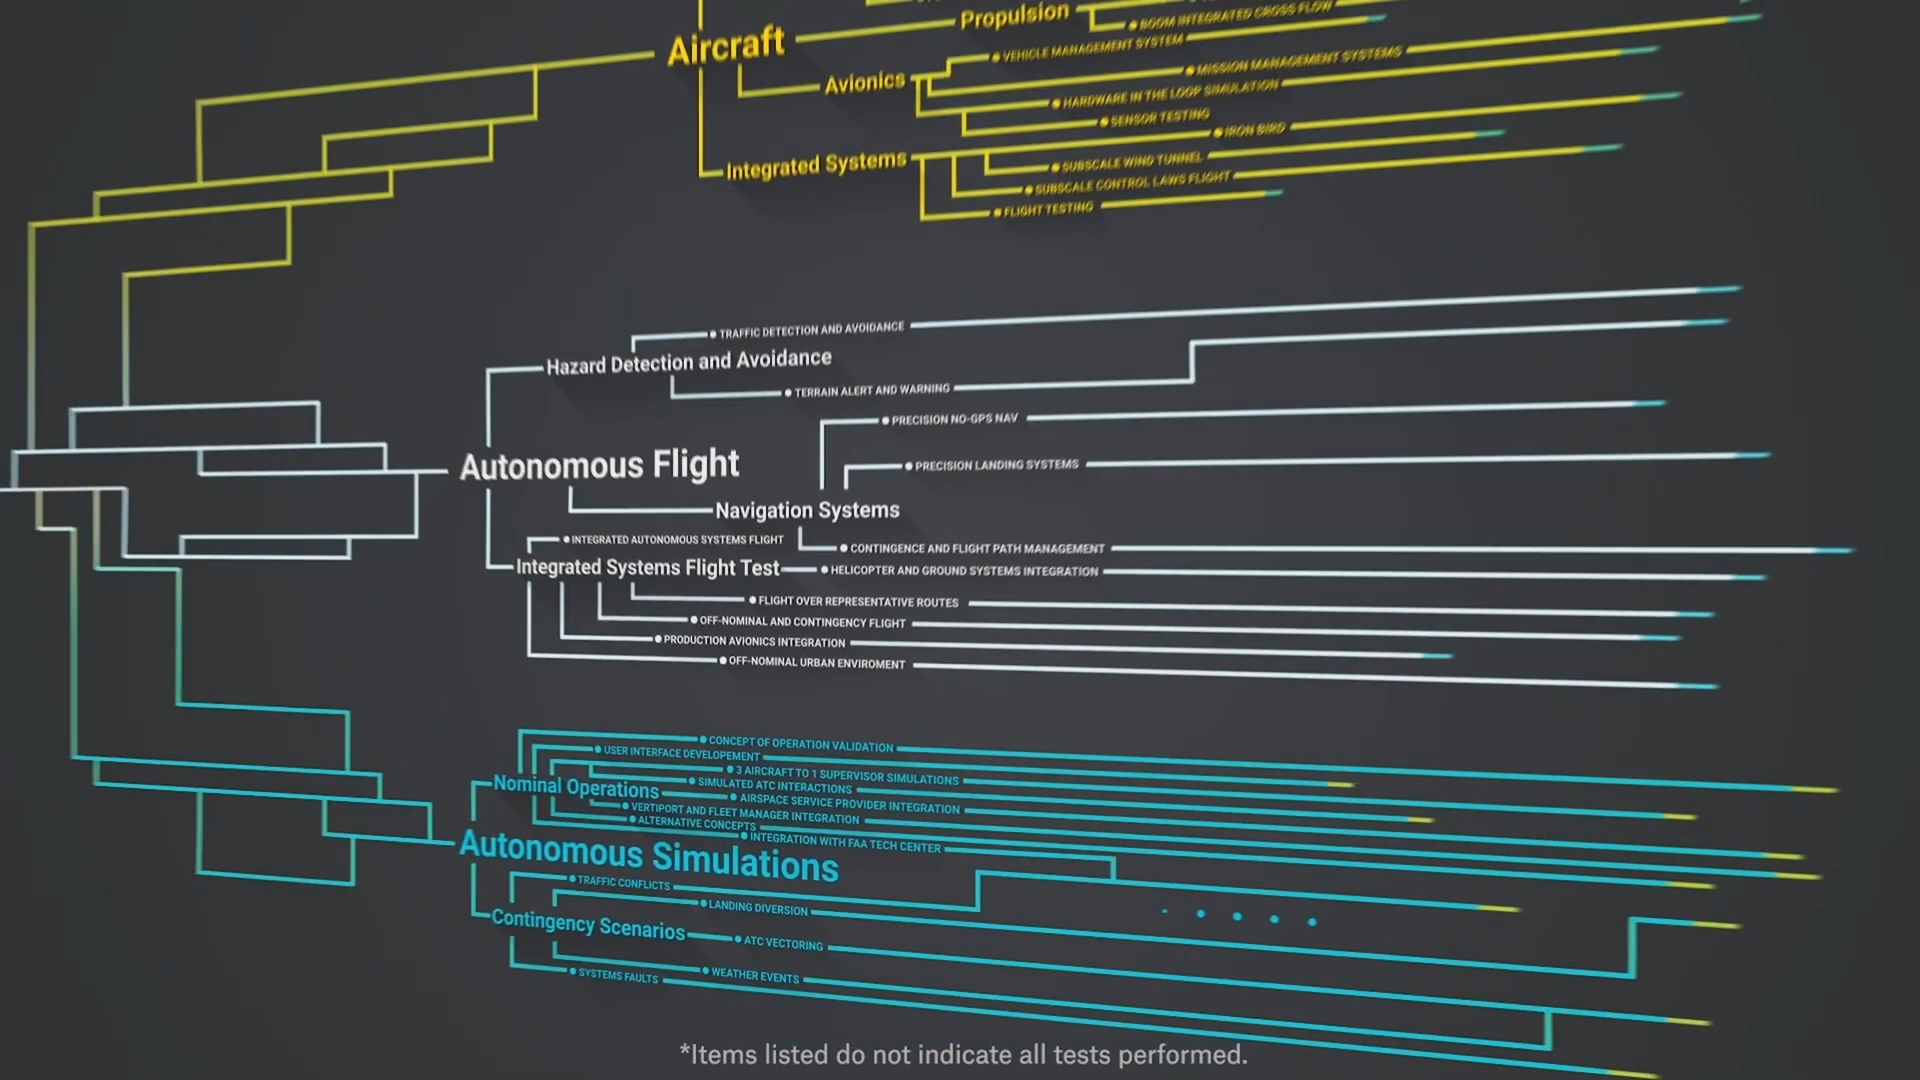 Propulsion
BOOM INTEGRATED CROSS FLOW
Aircraft
VEHICLE MANAGEMENT SYSTEM
Avionics
MISSION MANAGEMENT SYSTEMS
HARDWARE IN THE LOOP SIMULATION
SENSOR TESTING
IRON BIRD
Integrated Systems
SUBSCALE WIND TUNNEL
SUBSCALE CONTROL LAWS FLIGHT
FLIGHT TESTING
TRAFFIC DETECTION AND AVOIDANCE
Hazard Detection and Avoidance
TERRAIN ALERT AND WARNING
PRECISION NO-GPS NAV
Autonomous Flight
PRECISION LANDING SYSTEMS
Navigation Systems
INTEGRATED AUTONOMOUS SYSTEMS FLIGHT
CONTINGENCE AND FLIGHT PATH MANAGEMENT
Integrated Systems Flight Test
HELICOPTER AND GROUND SYSTEMS INTEGRATION
FLIGHT OVER REPRESENTATIVE ROUTES
OFF-NOMINAL AND CONTINGENCY FLIGHT
PRODUCTION AVIONICS INTEGRATION
OFF-NOMINAL URBAN ENVIROMENT
CONCEPT OF OPERATION VALIDATION
USER INTERFACE DEVELOPEMENT
3 AIRCRAFT TO 1 SUPERVISOR SIMULATIONS
Nominal Operations
SIMULATED ATC INTERACTIONS
AIRSPACE SERVICE PROVIDER INTEGRATION
VERTIPORT AND FLEET MANAGER INTEGRATION
ALTERNATIVE CONCEPTS
INTEGRATION WITH FAA TECH CENTER
Autonomous Simulations
TRAFFIC CONFLICTS
LANDING DIVERSION
Contingency Scenarios
ATC VECTORING
WEATHER EVENTS
SYSTEMS FAULTS
*Items listed do not indicate all tests performed.